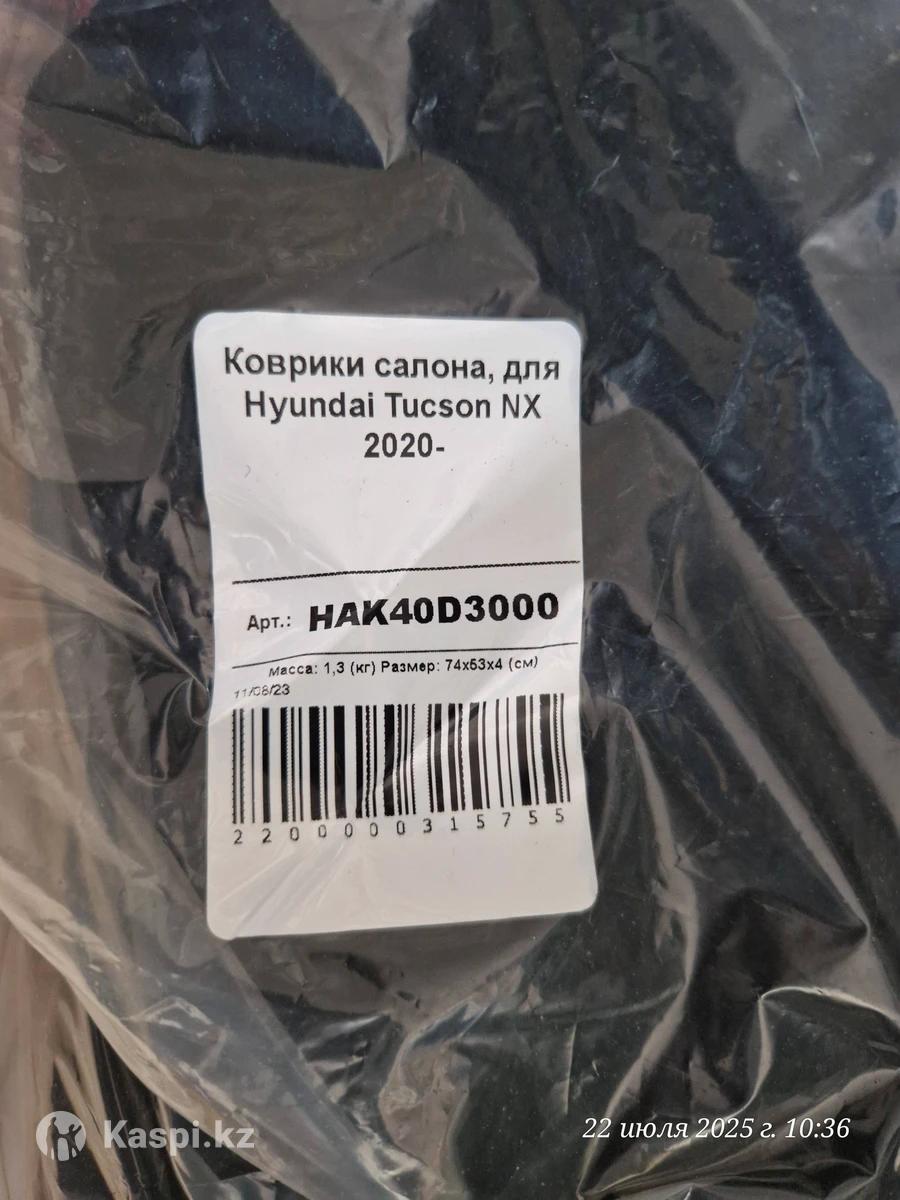 Коврики салона, для
Hyundai Tucson NX
2020-
Арт.: HAK40D3000
Масса: 1,3 (кг) Размер: 74х53х4 (см)
11/08/23
2200000315755
Kaspi.kz
22 июля 2025 г. 10:36